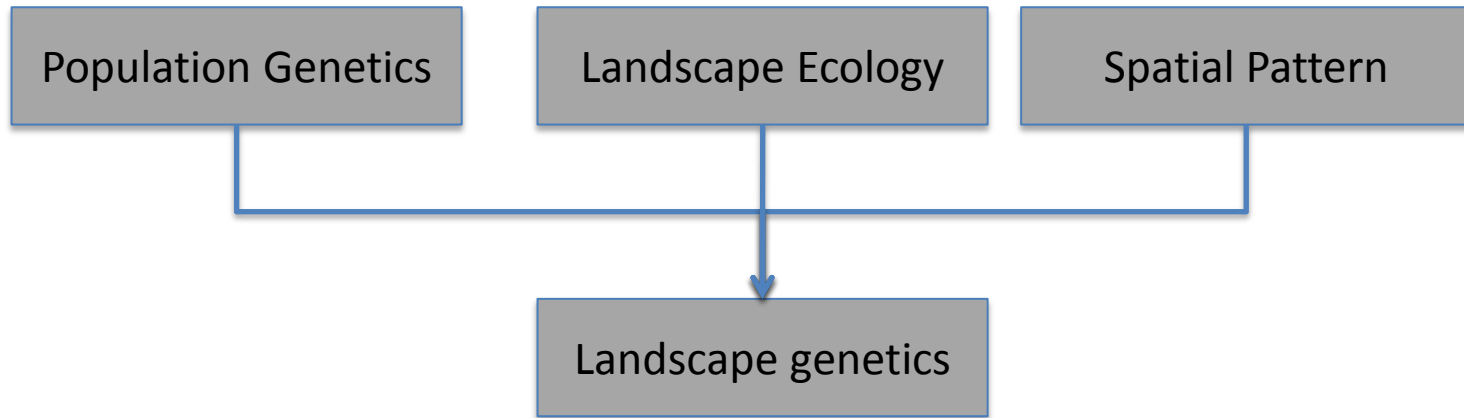 Population Genetics
Landscape Ecology
Spatial Pattern
Landscape genetics